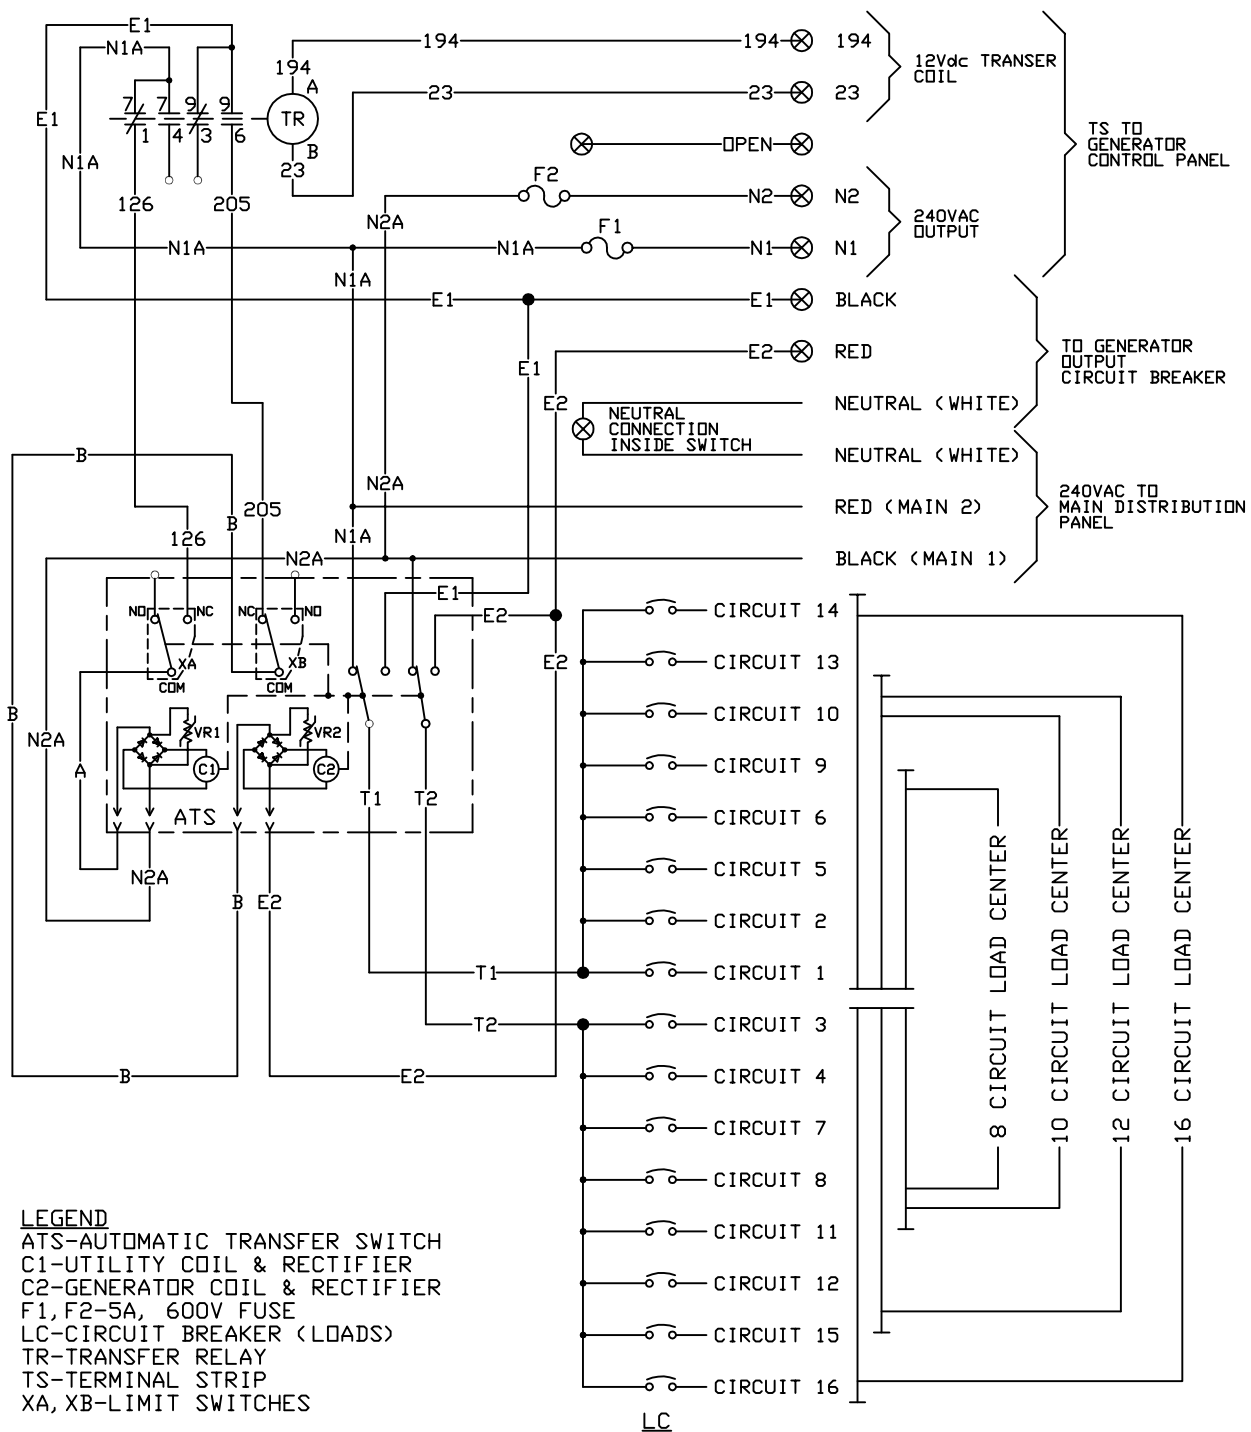 E1
N1A
194
194
194
194
12Vdc TRANSER
COIL
A
7
7
9
9
TR
23
23
23
E1
1
4
3
6
B
TS TO
GENERATOR
CONTROL PANEL
OPEN
N1A
23
F2
126
205
N2
N2
N2A
240VAC
OUTPUT
F1
N1A
N1A
N1
N1
N1A
E1
E1
BLACK
E2
RED
TO GENERATOR
OUTPUT
CIRCUIT BREAKER
E1
E2
NEUTRAL (WHITE)
NEUTRAL
CONNECTION
INSIDE SWITCH
B
NEUTRAL (WHITE)
N2A
240VAC TO
MAIN DISTRIBUTION
PANEL
205
RED (MAIN 2)
B
126
N1A
N2A
BLACK (MAIN 1)
E1
NO
NC
NC
NO
E2
CIRCUIT 14
XA
XB
E2
CIRCUIT 13
COM
COM
B
CIRCUIT 10
N2A
VR1
VR2
A
C1
C2
CIRCUIT 9
T1
T2
ATS
CIRCUIT 6
N2A
CIRCUIT 5
B
E2
CIRCUIT 2
T1
CIRCUIT 1
T2
CIRCUIT 3
B
E2
CIRCUIT 4
CIRCUIT 7
CIRCUIT 8
CIRCUIT 11
CIRCUIT 12
CIRCUIT 15
CIRCUIT 16
LC
8 CIRCUIT LOAD CENTER
10 CIRCUIT LOAD CENTER
12 CIRCUIT LOAD CENTER
16 CIRCUIT LOAD CENTER
LEGEND
ATS-AUTOMATIC TRANSFER SWITCH
C1-UTILITY COIL & RECTIFIER
C2-GENERATOR COIL & RECTIFIER
F1,F2-5A, 600V FUSE
LC-CIRCUIT BREAKER (LOADS)
TR-TRANSFER RELAY
TS-TERMINAL STRIP
XA,XB-LIMIT SWITCHES